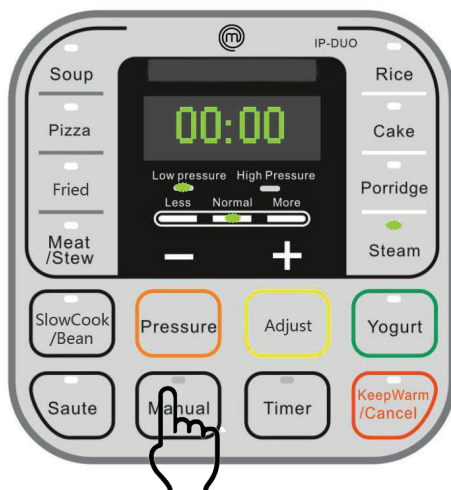 IP-DUO
Soup
Rice
00:00
Pizza
Cake
Low pressure High Pressure
Fried
Less Normal More
Porridge
Meat
/Stew
Steam
− +
SlowCook
/Bean
Pressure
Adjust
Yogurt
Saute
Manual
Timer
KeepWarm
/Cancel